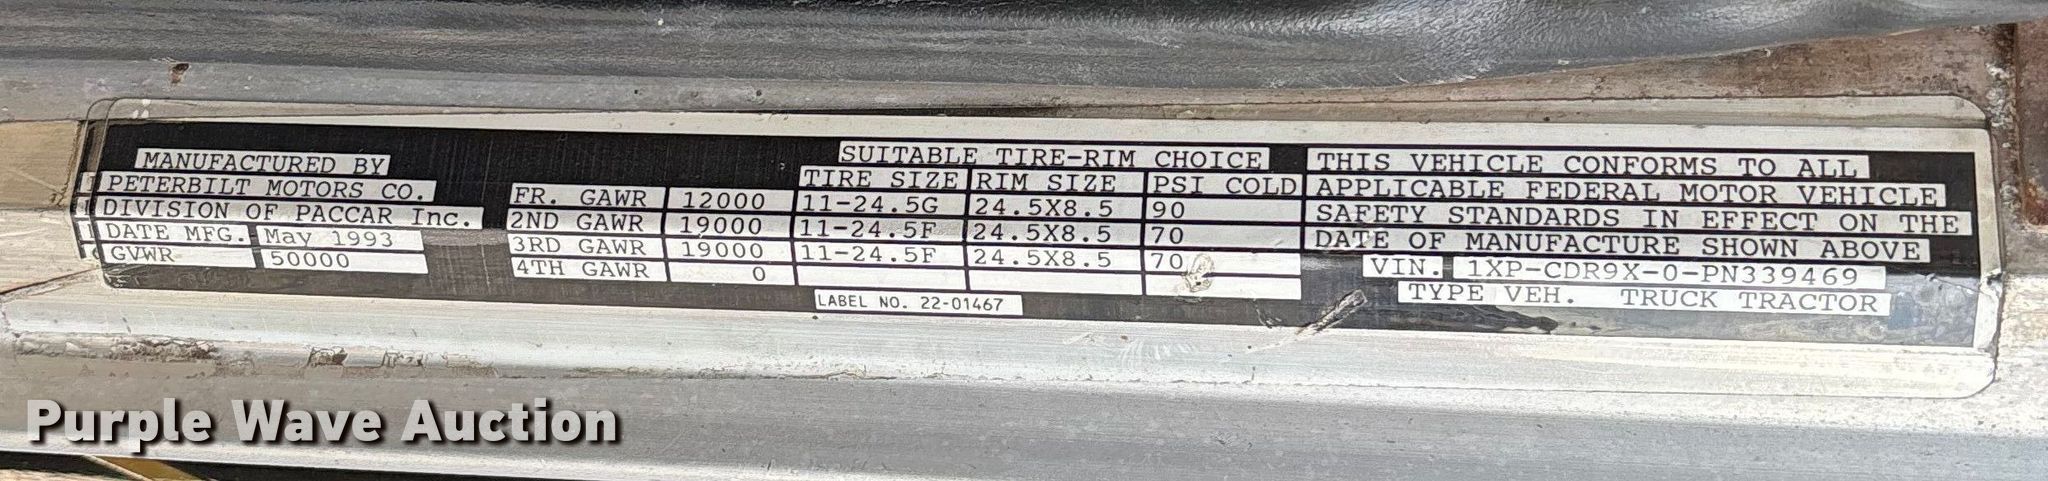 MANUFACTURED BY
PETERBILT MOTORS CO.
DIVISION OF PACCAR Inc.
DATE MFG. May 1993
GVWR 50000
SUITABLE TIRE-RIM CHOICE
TIRE SIZE RIM SIZE PSI COLD
FR. GAWR 12000 11-24.5G 24.5X8.5 90
2ND GAWR 19000 11-24.5F 24.5X8.5 70
3RD GAWR 19000 11-24.5F 24.5X8.5 70
4TH GAWR 0
LABEL NO. 22-01467
THIS VEHICLE CONFORMS TO ALL
APPLICABLE FEDERAL MOTOR VEHICLE
SAFETY STANDARDS IN EFFECT ON THE
DATE OF MANUFACTURE SHOWN ABOVE
VIN. 1XP-CDR9X-0-PN339469
TYPE VEH. TRUCK TRACTOR
Purple Wave Auction